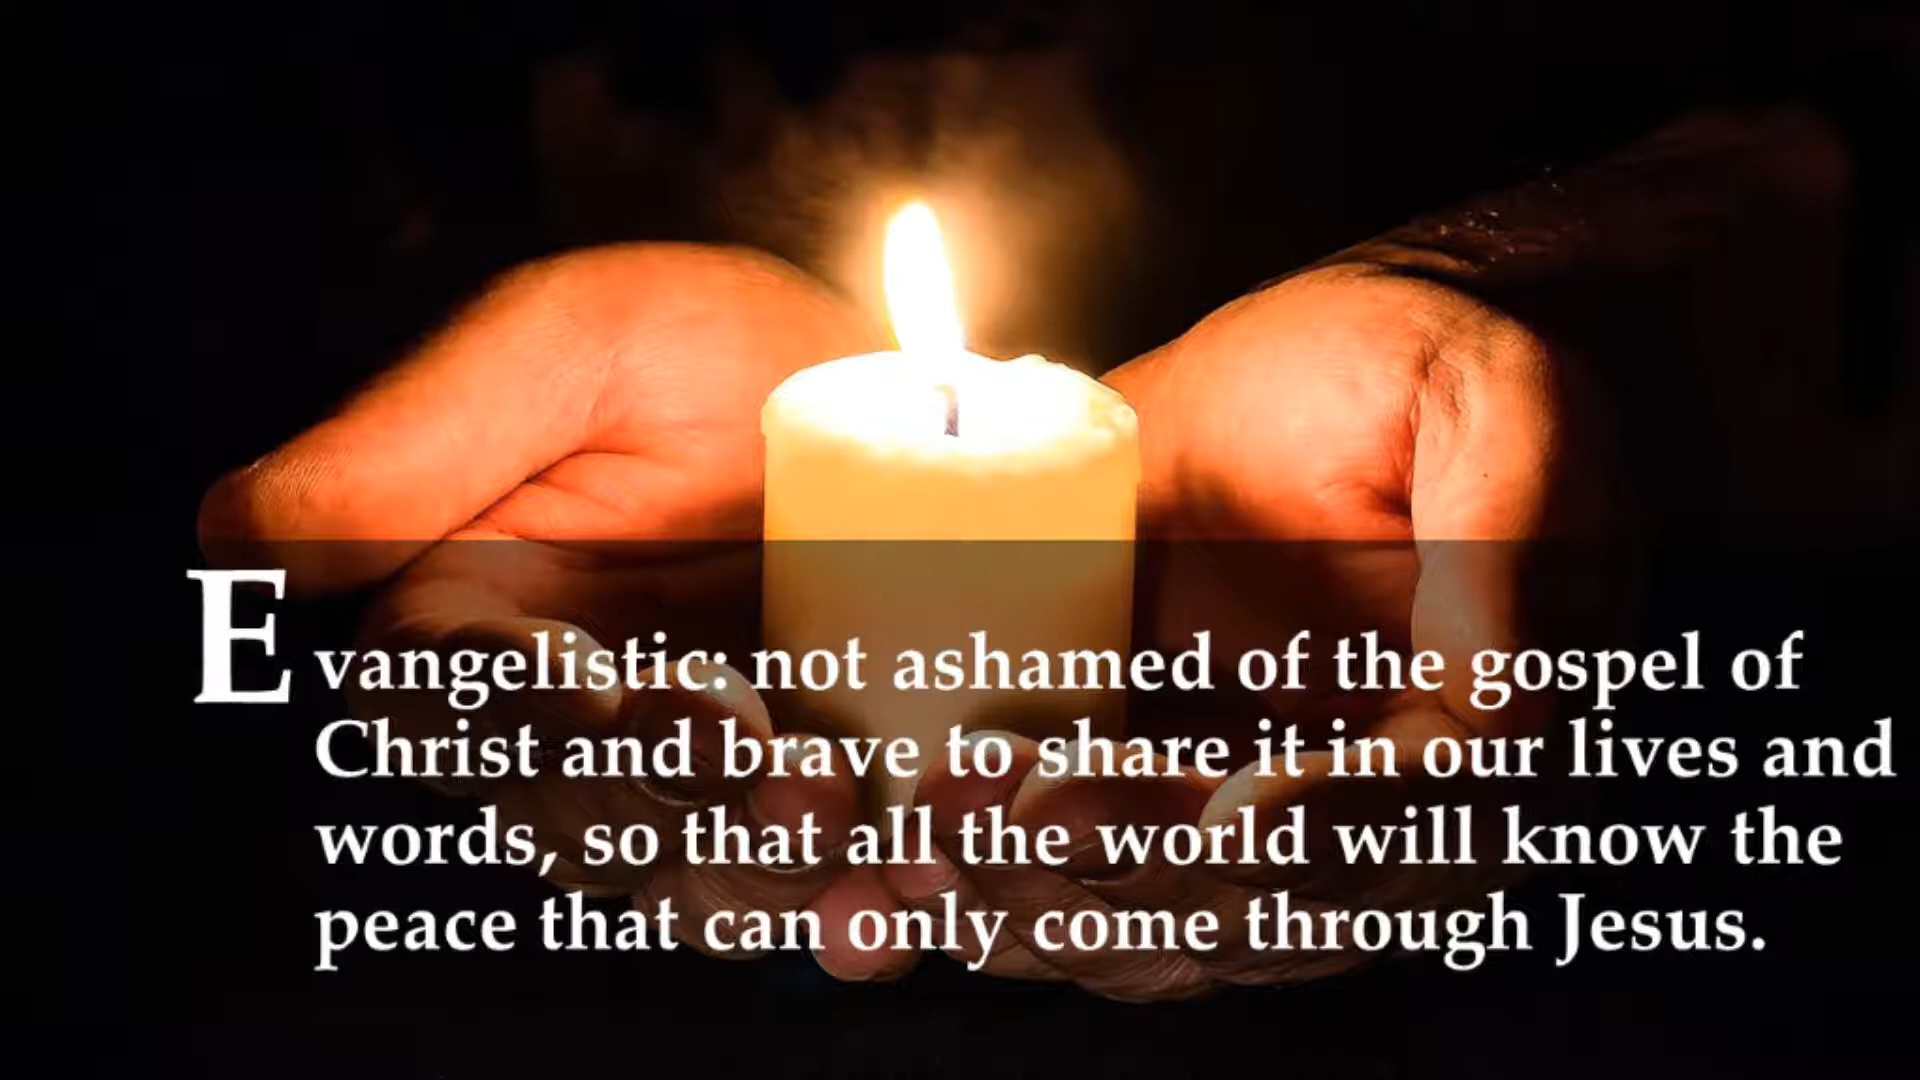 Evangelistic: not ashamed of the gospel of
Christ and brave to share it in our lives and
words, so that all the world will know the
peace that can only come through Jesus.